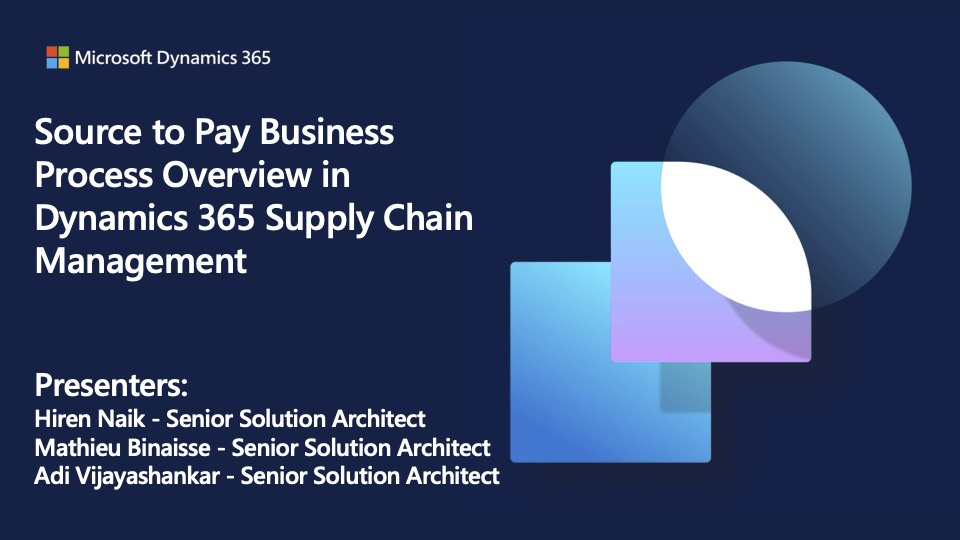 Microsoft Dynamics 365
Source to Pay Business
Process Overview in
Dynamics 365 Supply Chain
Management
Presenters:
Hiren Naik - Senior Solution Architect
Mathieu Binaisse - Senior Solution Architect
Adi Vijayashankar - Senior Solution Architect